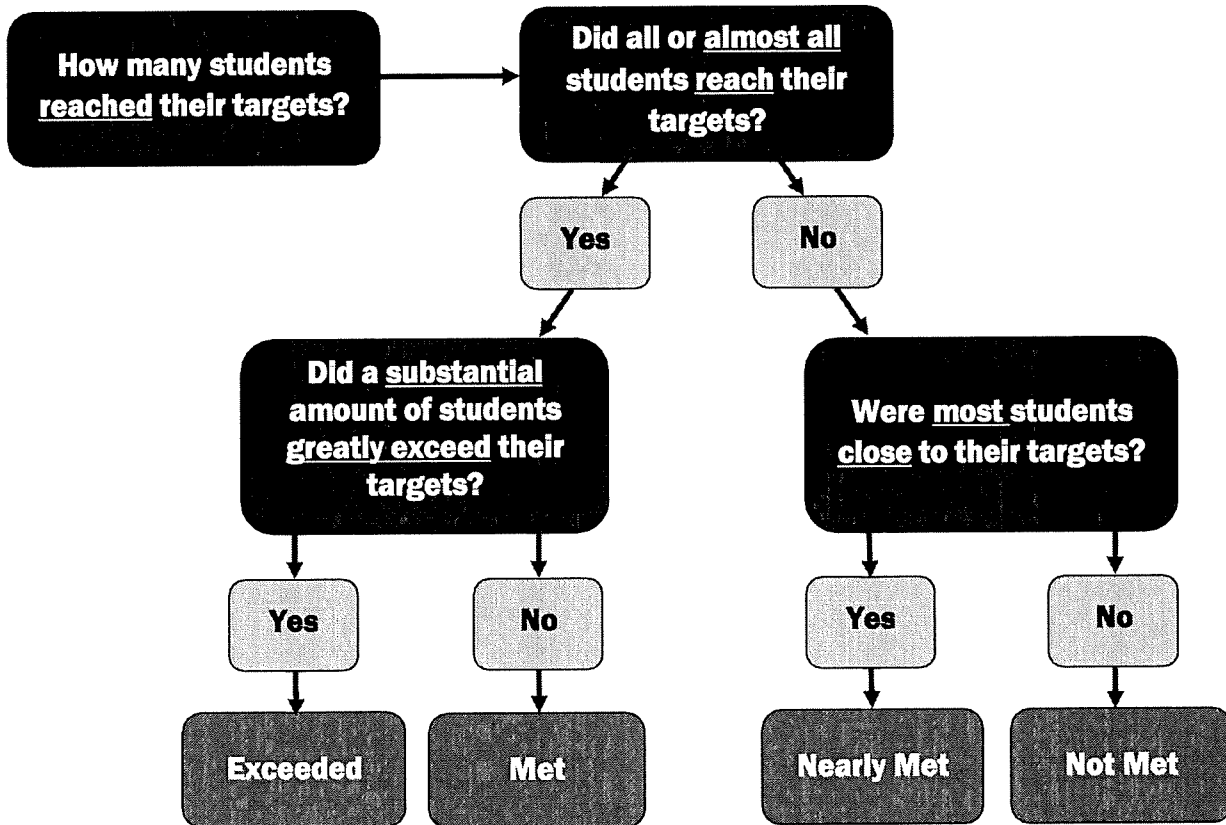 How many students
reached their targets?
Did all or almost all
students reach their
targets?
Yes
No
Did a substantial
amount of students
greatly exceed their
targets?
Were most students
close to their targets?
Yes
No
Yes
No
Exceeded
Met
Nearly Met
Not Met